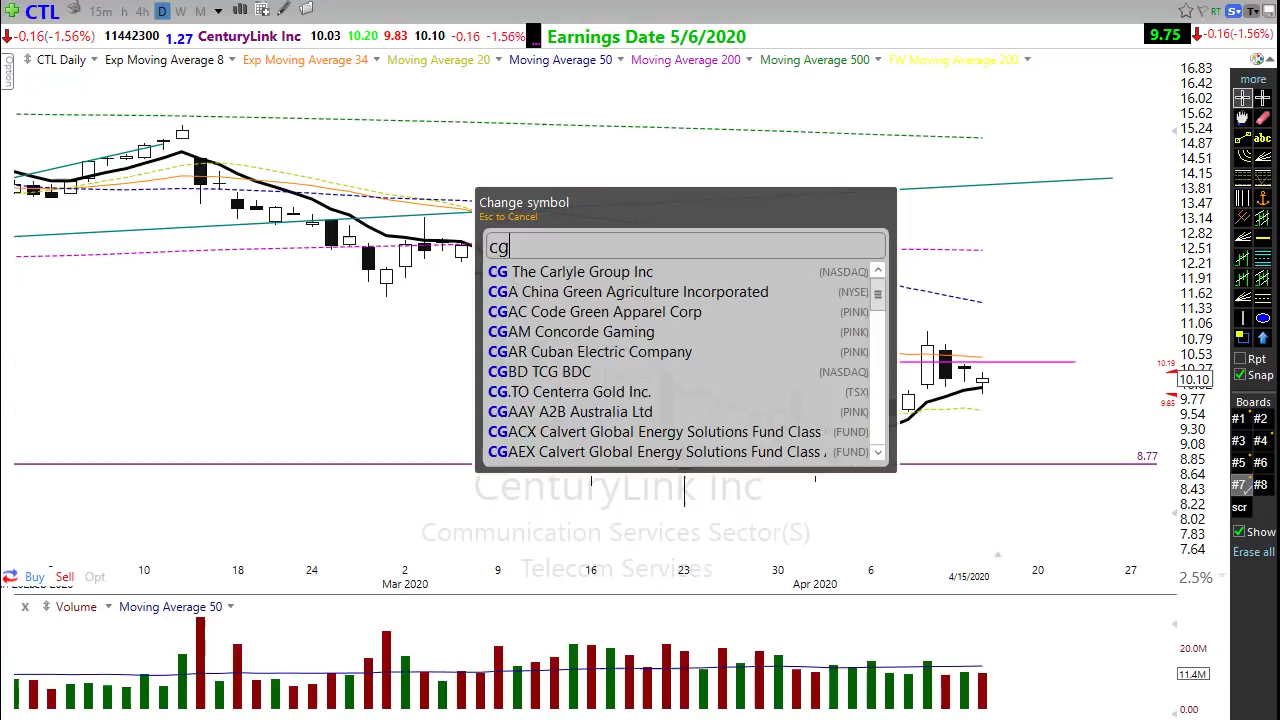 CTL 15m h 4h D W M
RT S T
-0.16(-1.56%) 11442300 1.27 CenturyLink Inc 10.03 10.20 9.83 10.10 -0.16 -1.56% Earnings Date 5/6/2020 9.75 -0.16(-1.56%)
Option
CTL Daily Exp Moving Average 8 Exp Moving Average 34 Moving Average 20 Moving Average 50 Moving Average 200 Moving Average 500 FW Moving Average 200
16.83
16.42
16.02
15.62
15.24
14.87
14.51
14.15
13.81
13.47
13.14
12.82
12.51
12.21
11.91
11.62
11.33
11.06
10.79
10.53
10.27
10.10
9.77
9.54
9.30
9.08
8.85
8.64
8.43
8.22
8.02
7.83
7.64
10.19
9.85
8.77
Change symbol
Esc to Cancel
cg
CG The Carlyle Group Inc (NASDAQ)
CGA China Green Agriculture Incorporated (NYSE)
CGAC Code Green Apparel Corp (PINK)
CGAM Concorde Gaming (PINK)
CGAR Cuban Electric Company (PINK)
CGBD TCG BDC (NASDAQ)
CG.TO Centerra Gold Inc. (TSX)
CGAAY A2B Australia Ltd (PINK)
CGACX Calvert Global Energy Solutions Fund Class (FUND)
CGAEX Calvert Global Energy Solutions Fund Class (FUND)
CenturyLink Inc
Communication Services Sector(S)
Telecom Services
Buy Sell Opt
10 18 24 2 9 16 23 30 6 20 27
Mar 2020 Apr 2020 4/15/2020
2.5%
x Volume Moving Average 50
20.0M
11.4M
0.00
more
abc
Rpt
Snap
Boards
#1 #2
#3 #4
#5 #6
#7 #8
scr
Show
Erase all